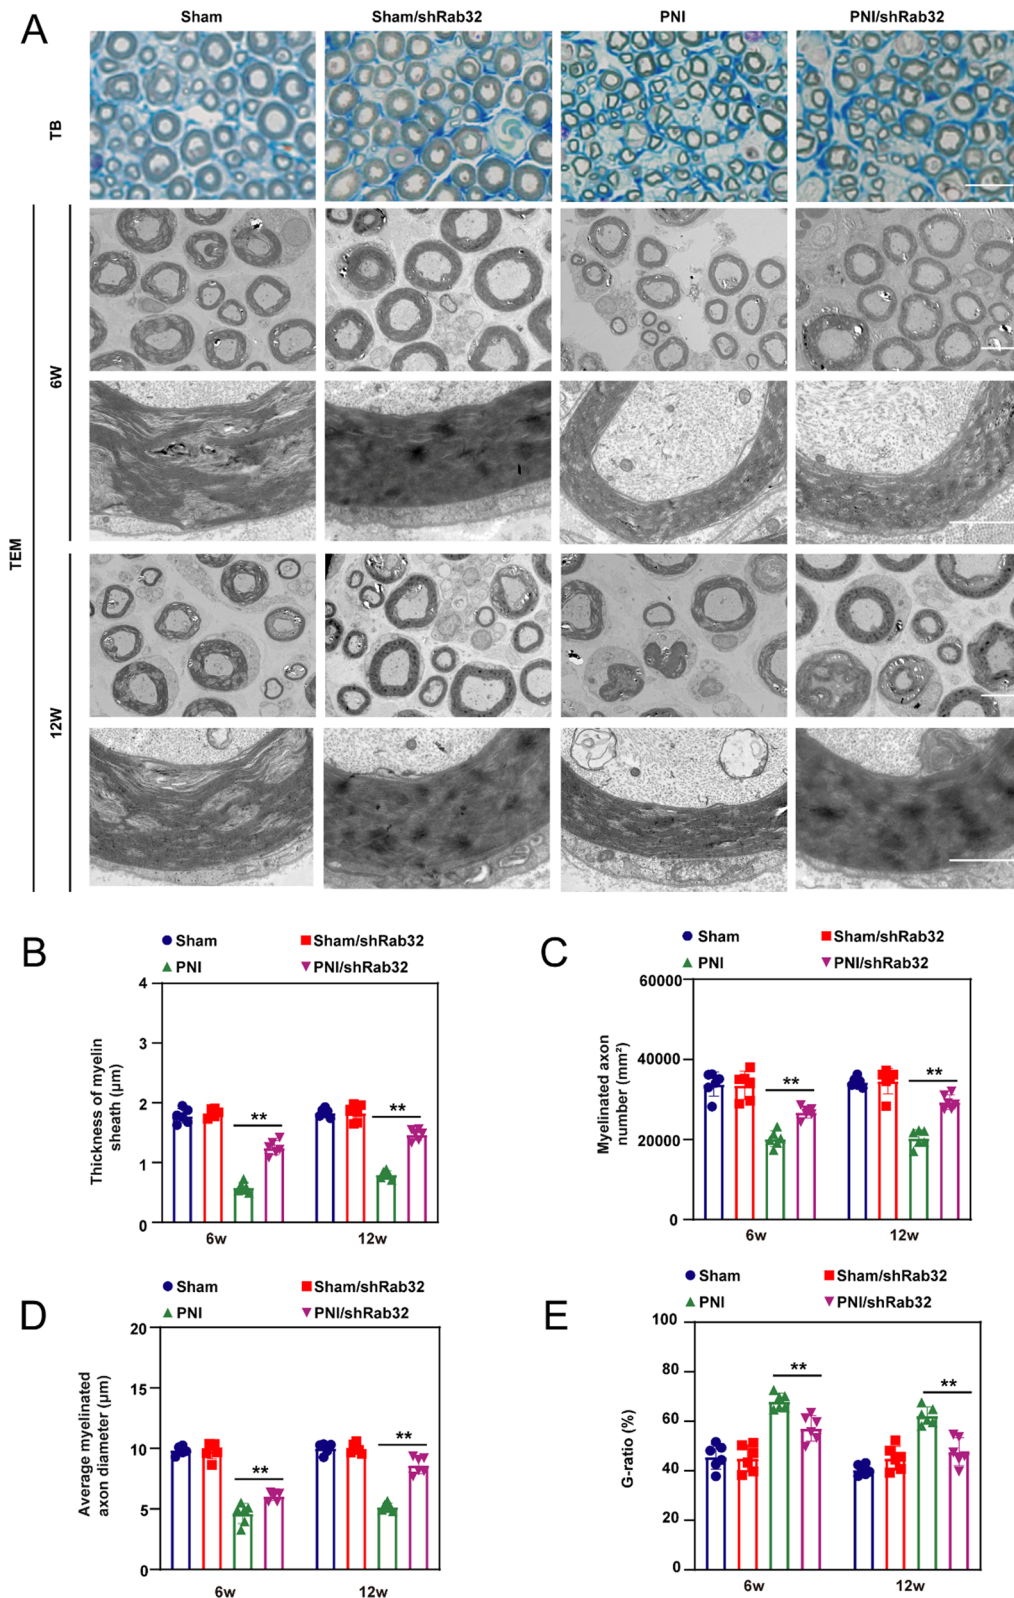 A
Sham
Sham/shRab32
PNI
PNI/shRab32
TB
TEM
6W
12W
B
Sham
Sham/shRab32
PNI
PNI/shRab32
Thickness of myelin
sheath (μm)
4
3
2
1
0
**
**
6w
12w
C
Sham
Sham/shRab32
PNI
PNI/shRab32
Myelinated axon
number (mm²)
60000
40000
20000
0
**
**
6w
12w
D
Sham
Sham/shRab32
PNI
PNI/shRab32
Average myelinated
axon diameter (μm)
20
15
10
5
0
**
**
6w
12w
E
Sham
Sham/shRab32
PNI
PNI/shRab32
G-ratio (%)
100
80
60
40
20
0
**
**
6w
12w